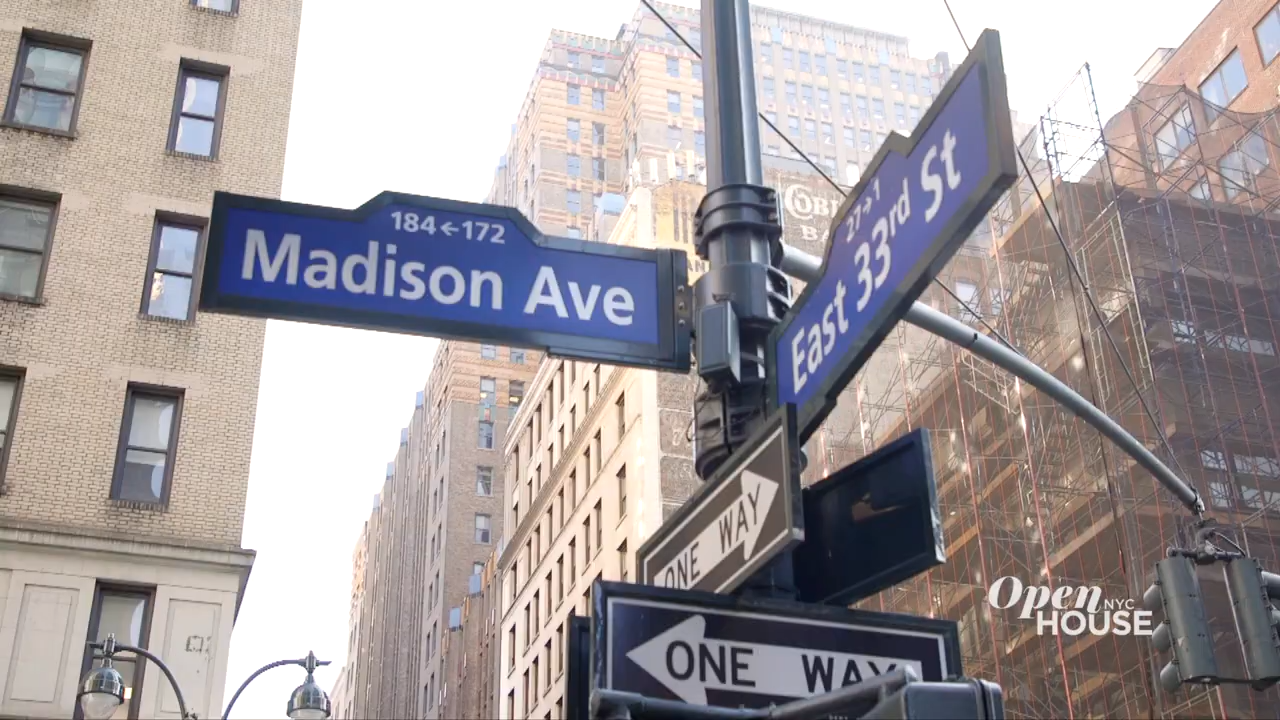 184←172
Madison Ave
27→1
East 33rd St
ONE WAY
ONE WAY
Open NYC
HOUSE